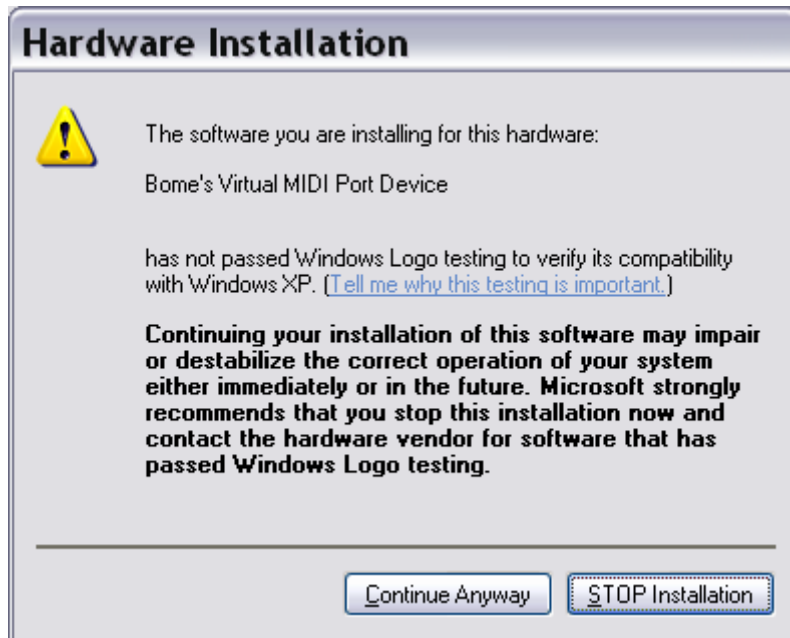 Hardware Installation
The software you are installing for this hardware:
Bome's Virtual MIDI Port Device
has not passed Windows Logo testing to verify its compatibility
with Windows XP. (Tell me why this testing is important.)
Continuing your installation of this software may impair
or destabilize the correct operation of your system
either immediately or in the future. Microsoft strongly
recommends that you stop this installation now and
contact the hardware vendor for software that has
passed Windows Logo testing.
Continue Anyway
STOP Installation